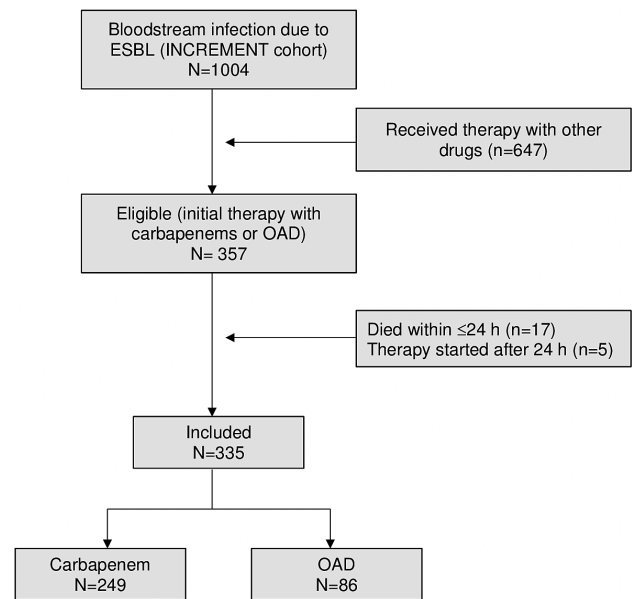 Bloodstream infection due to
ESBL (INCREMENT cohort)
N=1004
Received therapy with other
drugs (n=647)
Eligible (initial therapy with
carbapenems or OAD)
N= 357
Died within ≤24 h (n=17)
Therapy started after 24 h (n=5)
Included
N=335
Carbapenem
N=249
OAD
N=86